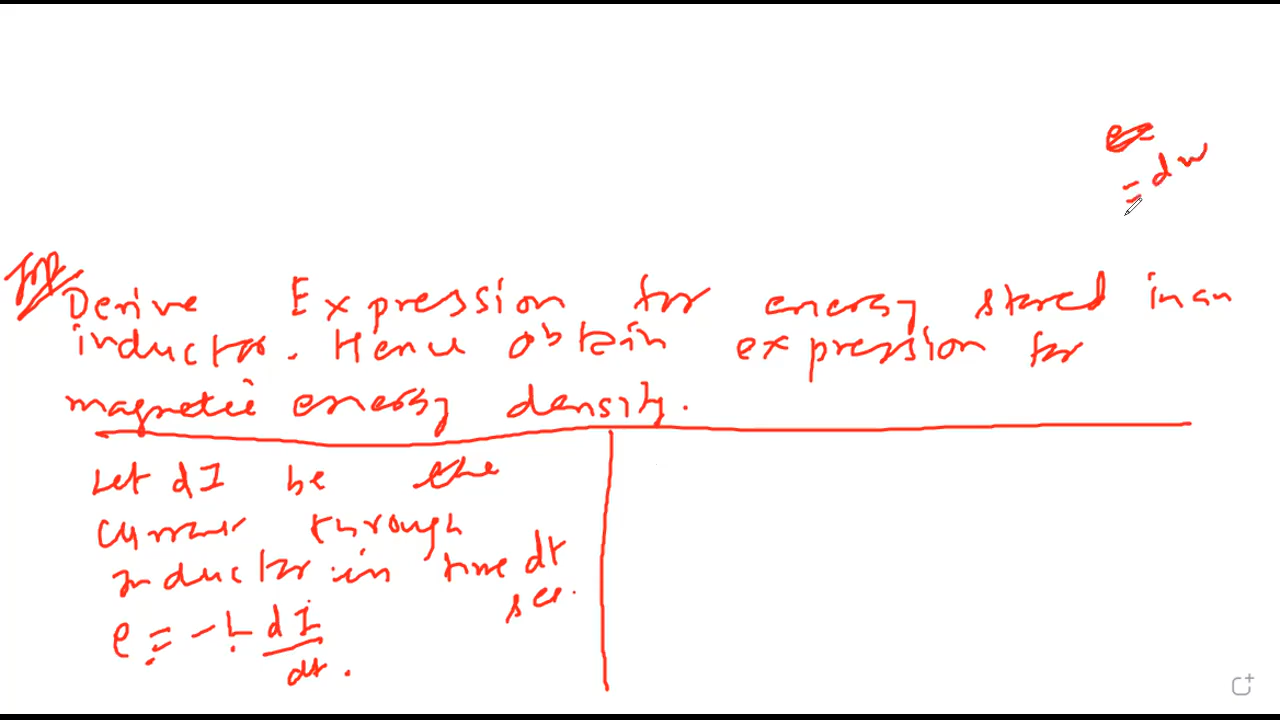 = dw
Imp
Derive Expression for energy stored in an
inductor. Hence obtain expression for
magnetic energy density.
Let dI be the
current through
inductor in time dt
sec.
e = -L dI/dt.